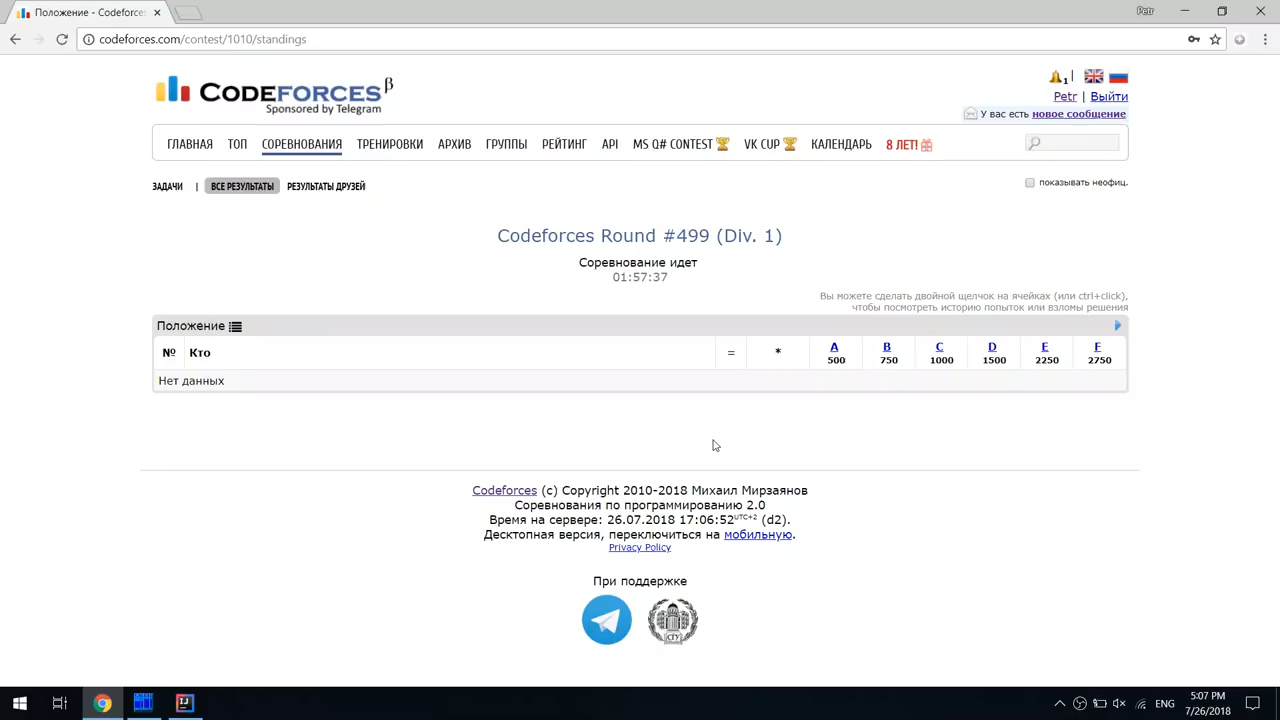 Положение - Codeforces
Petr
codeforces.com/contest/1010/standings
CODEFORCES β
Sponsored by Telegram
1 |
Petr | Выйти
У вас есть новое сообщение
ГЛАВНАЯ ТОП СОРЕВНОВАНИЯ ТРЕНИРОВКИ АРХИВ ГРУППЫ РЕЙТИНГ API MS Q# CONTEST VK CUP КАЛЕНДАРЬ 8 ЛЕТ!
ЗАДАЧИ | ВСЕ РЕЗУЛЬТАТЫ РЕЗУЛЬТАТЫ ДРУЗЕЙ
показывать неофиц.
Codeforces Round #499 (Div. 1)
Соревнование идет
01:57:37
Вы можете сделать двойной щелчок на ячейках (или ctrl+click),
чтобы посмотреть историю попыток или взломы решения
Положение
№ Кто = * A B C D E F
500 750 1000 1500 2250 2750
Нет данных
Codeforces (c) Copyright 2010-2018 Михаил Мирзаянов
Соревнования по программированию 2.0
Время на сервере: 26.07.2018 17:06:52 UTC+2 (d2).
Десктопная версия, переключиться на мобильную.
Privacy Policy
При поддержке
СГУ
ENG
5:07 PM
7/26/2018